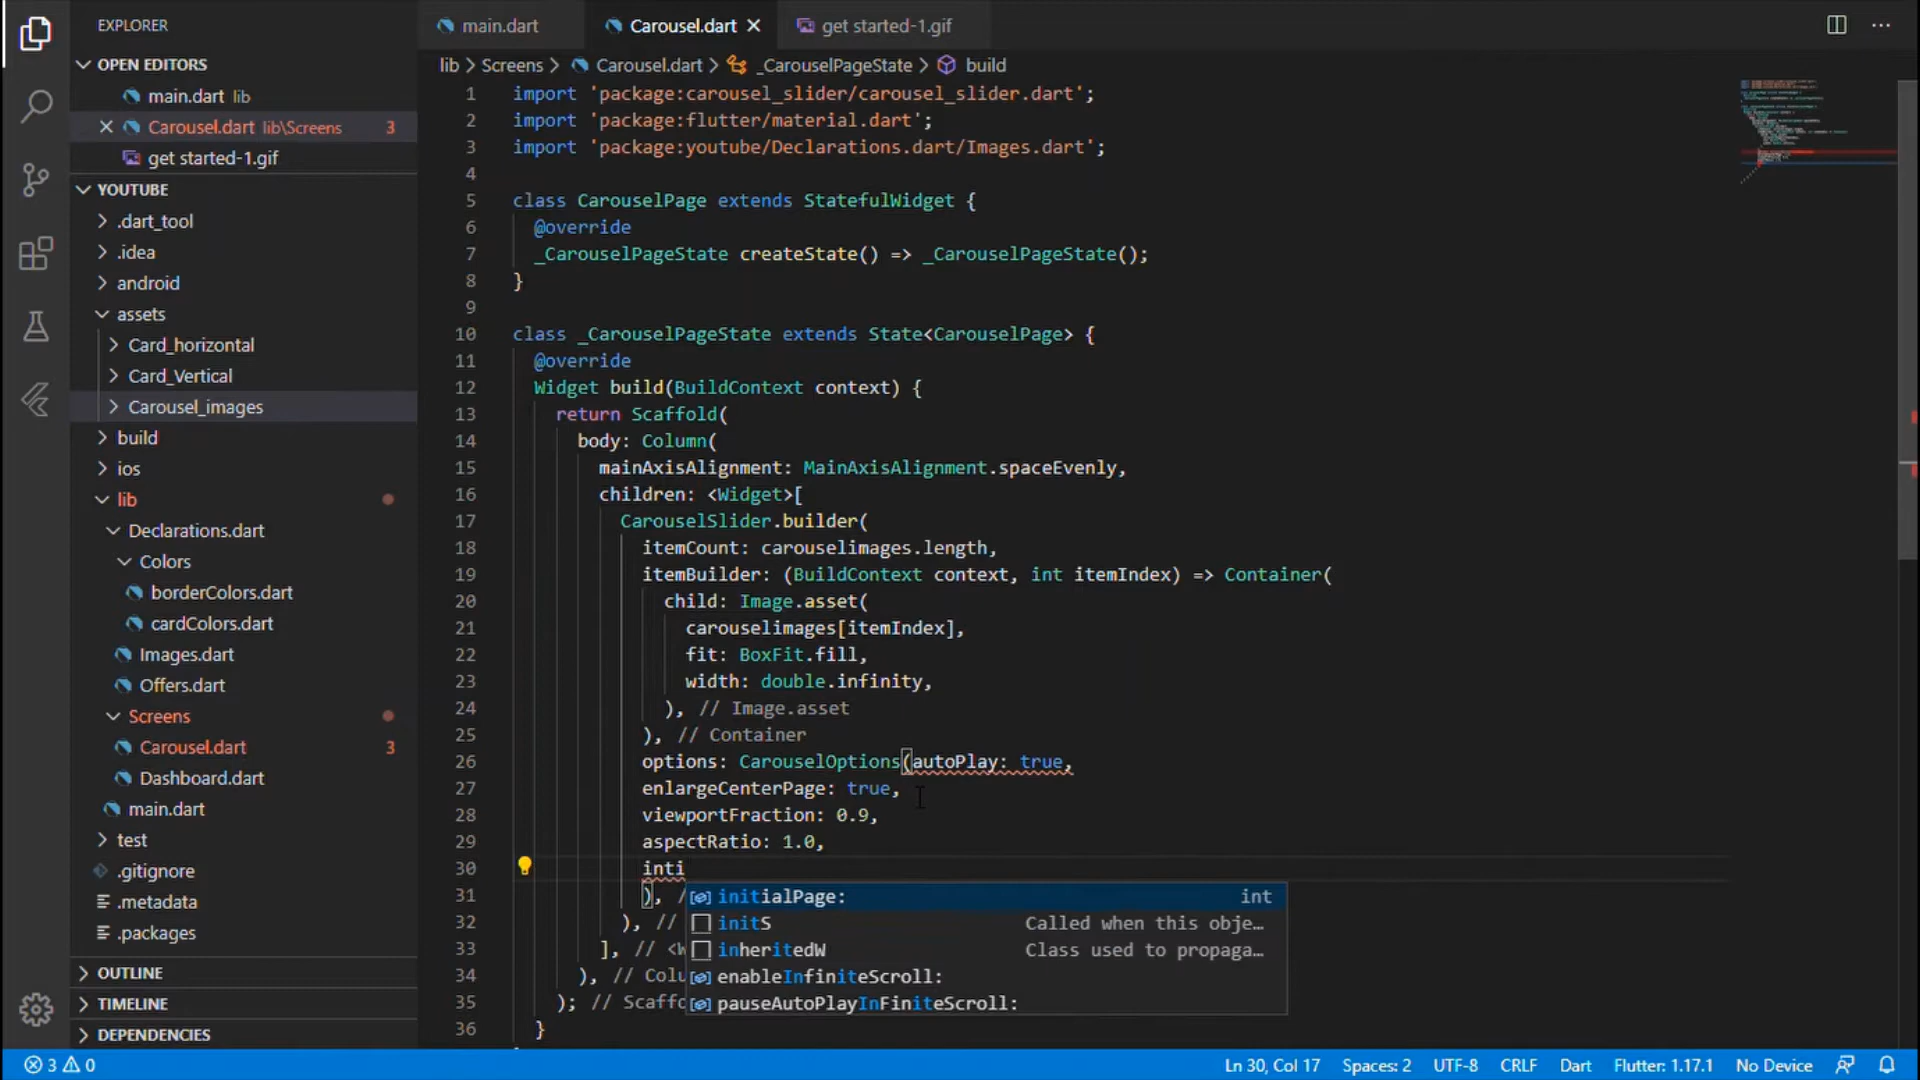 EXPLORER
OPEN EDITORS
main.dart lib
Carousel.dart lib\Screens 3
get started-1.gif
YOUTUBE
.dart_tool
.idea
android
assets
Card_horizontal
Card_Vertical
Carousel_images
build
ios
lib
Declarations.dart
Colors
borderColors.dart
cardColors.dart
Images.dart
Offers.dart
Screens
Carousel.dart 3
Dashboard.dart
main.dart
test
.gitignore
.metadata
.packages
OUTLINE
TIMELINE
DEPENDENCIES
main.dart Carousel.dart get started-1.gif
lib > Screens > Carousel.dart > _CarouselPageState > build
1 import 'package:carousel_slider/carousel_slider.dart';
2 import 'package:flutter/material.dart';
3 import 'package:youtube/Declarations.dart/Images.dart';
4
5 class CarouselPage extends StatefulWidget {
6 @override
7 _CarouselPageState createState() => _CarouselPageState();
8 }
9
10 class _CarouselPageState extends State<CarouselPage> {
11 @override
12 Widget build(BuildContext context) {
13 return Scaffold(
14 body: Column(
15 mainAxisAlignment: MainAxisAlignment.spaceEvenly,
16 children: <Widget>[
17 CarouselSlider.builder(
18 itemCount: carouselimages.length,
19 itemBuilder: (BuildContext context, int itemIndex) => Container(
20 child: Image.asset(
21 carouselimages[itemIndex],
22 fit: BoxFit.fill,
23 width: double.infinity,
24 ), // Image.asset
25 ), // Container
26 options: CarouselOptions(autoPlay: true,
27 enlargeCenterPage: true,
28 viewportFraction: 0.9,
29 aspectRatio: 1.0,
30 inti
31 ), /
32 ), //
33 ], // <W
34 ), // Colu
35 ); // Scaffo
36 }
initialPage: int
initS Called when this obje…
inheritedW Class used to propaga…
enableInfiniteScroll:
pauseAutoPlayInFiniteScroll:
3 0
Ln 30, Col 17 Spaces: 2 UTF-8 CRLF Dart Flutter: 1.17.1 No Device